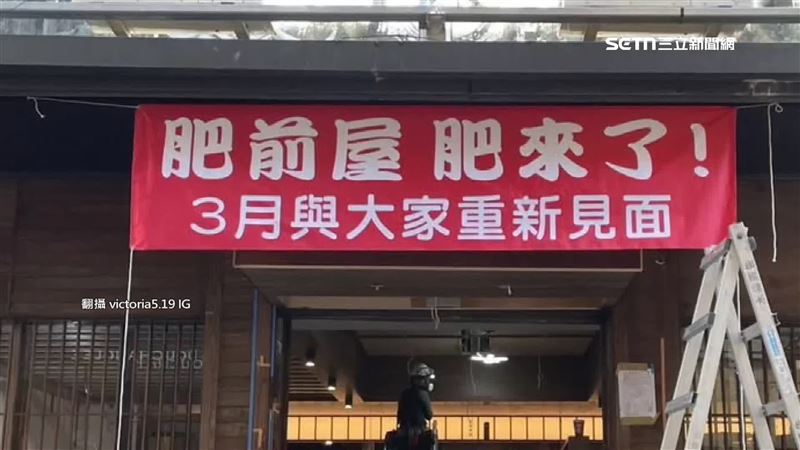 SETN三立新聞網
肥前屋 肥來了!
3月與大家重新見面
翻攝 victoria5.19 IG